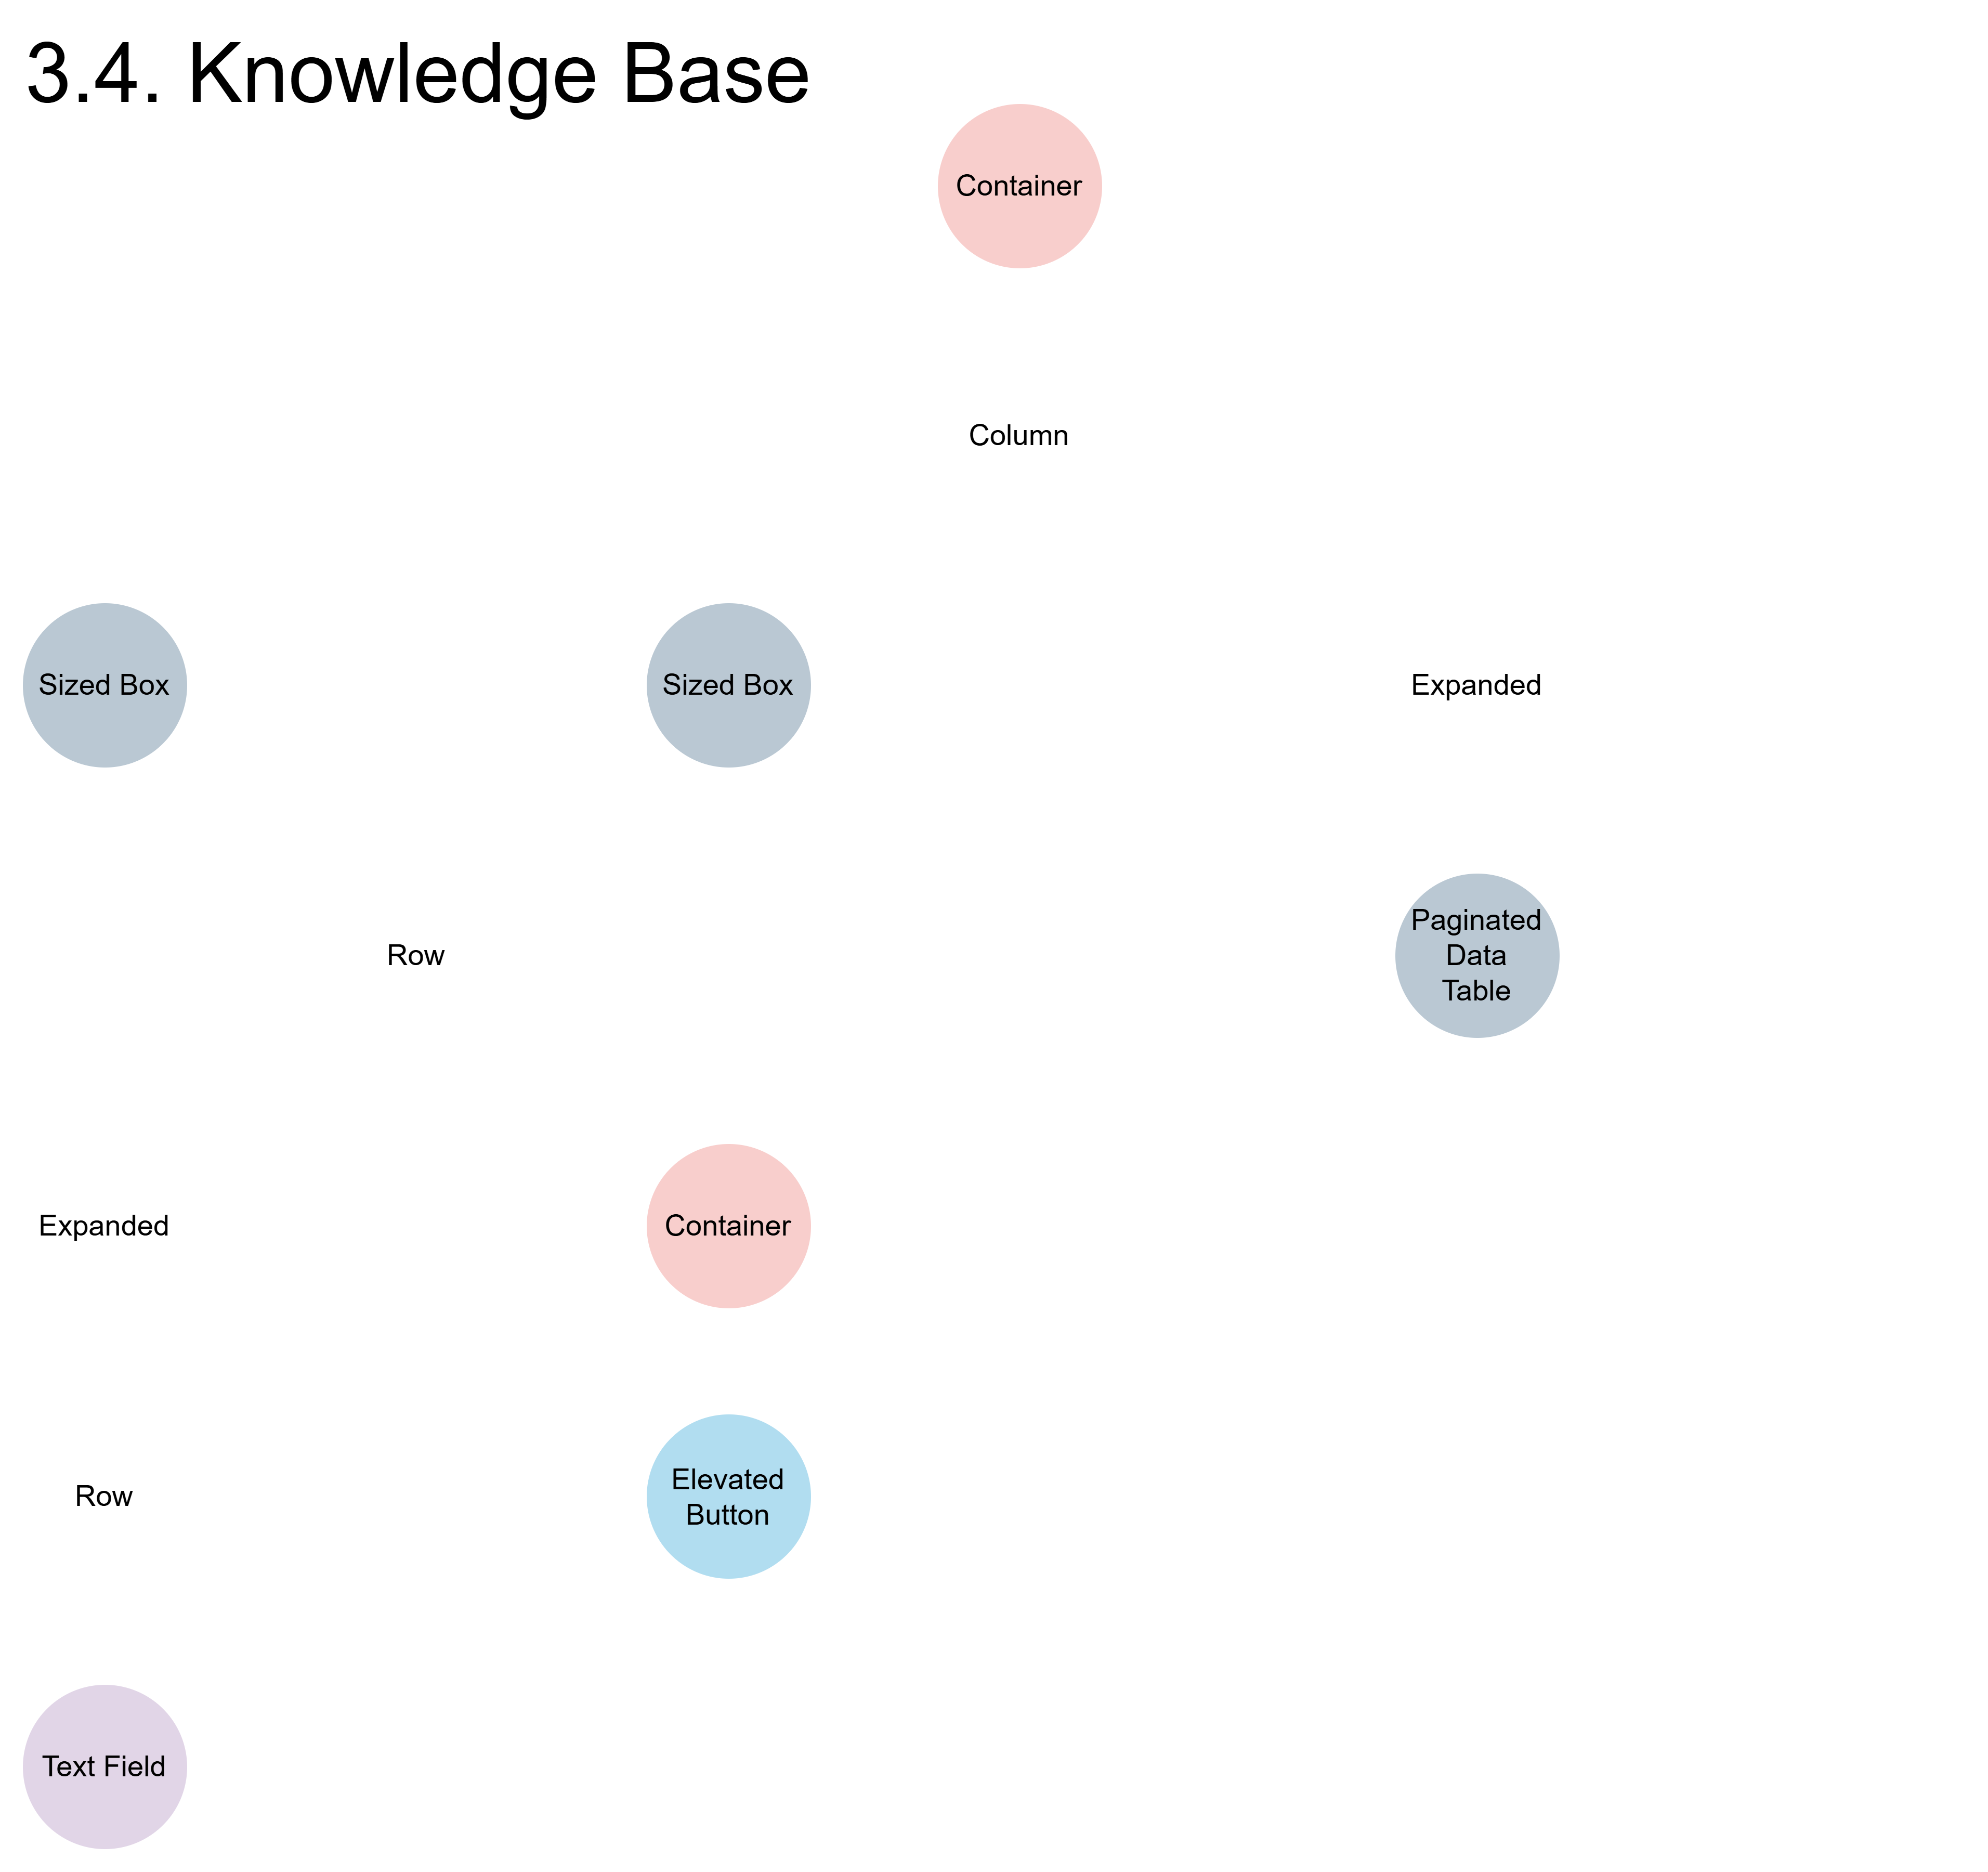 3.4. Knowledge Base
Container
Column
Sized Box
Sized Box
Expanded
Row
Paginated
Data
Table
Expanded
Container
Row
Elevated
Button
Text Field